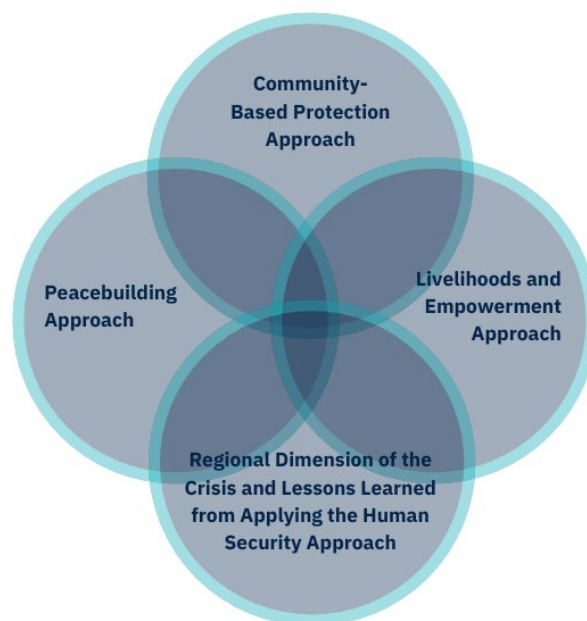 Community-
Based Protection
Approach
Peacebuilding
Approach
Livelihoods and
Empowerment
Approach
Regional Dimension of the
Crisis and Lessons Learned
from Applying the Human
Security Approach